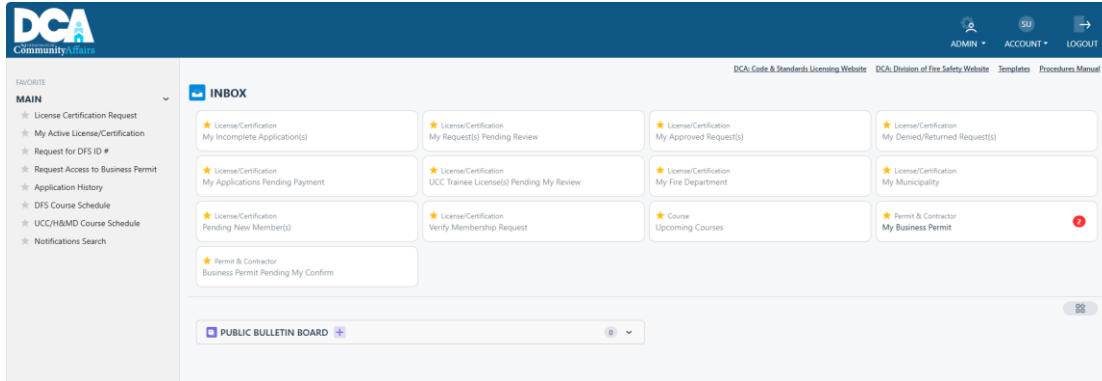 DCA
Community Affairs
SU
ADMIN
ACCOUNT
LOGOUT
DCA: Code & Standards Licensing Website
DCA: Division of Fire Safety Website
Templates
Procedures Manual
FAVORITE
MAIN
License Certification Request
My Active License/Certification
Request for DFS ID #
Request Access to Business Permit
Application History
DFS Course Schedule
UCC/H&MD Course Schedule
Notifications Search
INBOX
License/Certification
My Incomplete Application(s)
License/Certification
My Request(s) Pending Review
License/Certification
My Approved Request(s)
License/Certification
My Denied/Returned Request(s)
License/Certification
My Applications Pending Payment
License/Certification
UCC Trainee License(s) Pending My Review
License/Certification
My Fire Department
License/Certification
My Municipality
License/Certification
Pending New Member(s)
License/Certification
Verify Membership Request
Course
Upcoming Courses
Permit & Contractor
My Business Permit
2
Permit & Contractor
Business Permit Pending My Confirm
PUBLIC BULLETIN BOARD +
0